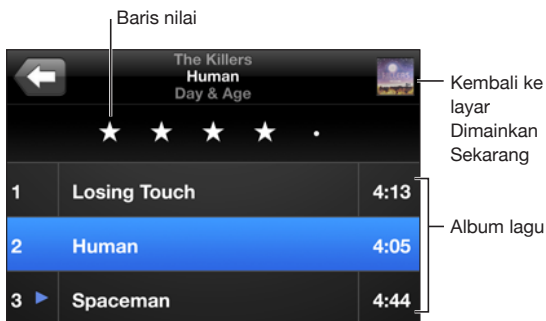 Baris nilai
The Killers
Human
Day & Age
Kembali ke
layar
Dimainkan
Sekarang
1 Losing Touch 4:13
2 Human 4:05
Album lagu
3 Spaceman 4:44